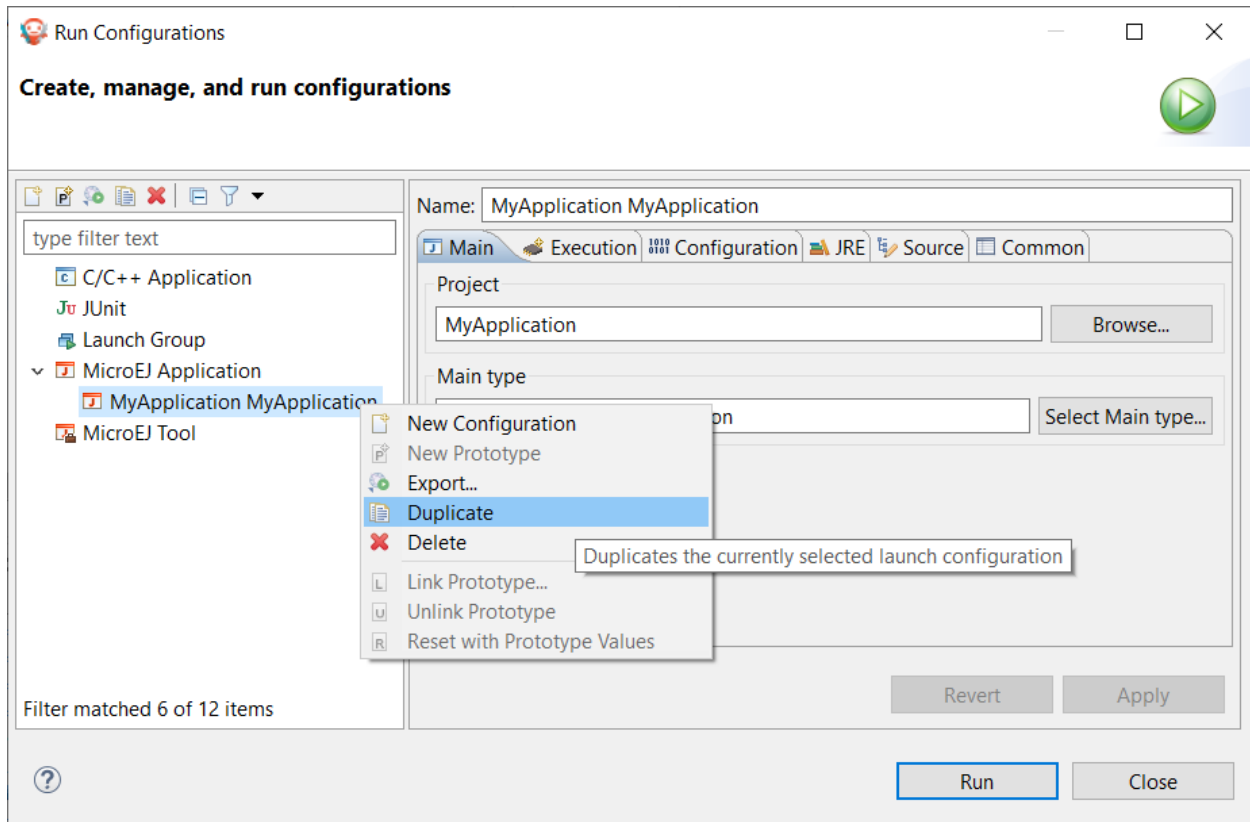 Run Configurations
Create, manage, and run configurations
type filter text
C/C++ Application
JUnit
Launch Group
MicroEJ Application
MyApplication MyApplication
MicroEJ Tool
Filter matched 6 of 12 items
Name: MyApplication MyApplication
Main Execution Configuration JRE Source Common
Project
MyApplication Browse...
Main type
on Select Main type...
New Configuration
New Prototype
Export...
Duplicate
Delete
Duplicates the currently selected launch configuration
Link Prototype...
Unlink Prototype
Reset with Prototype Values
Revert Apply
Run Close